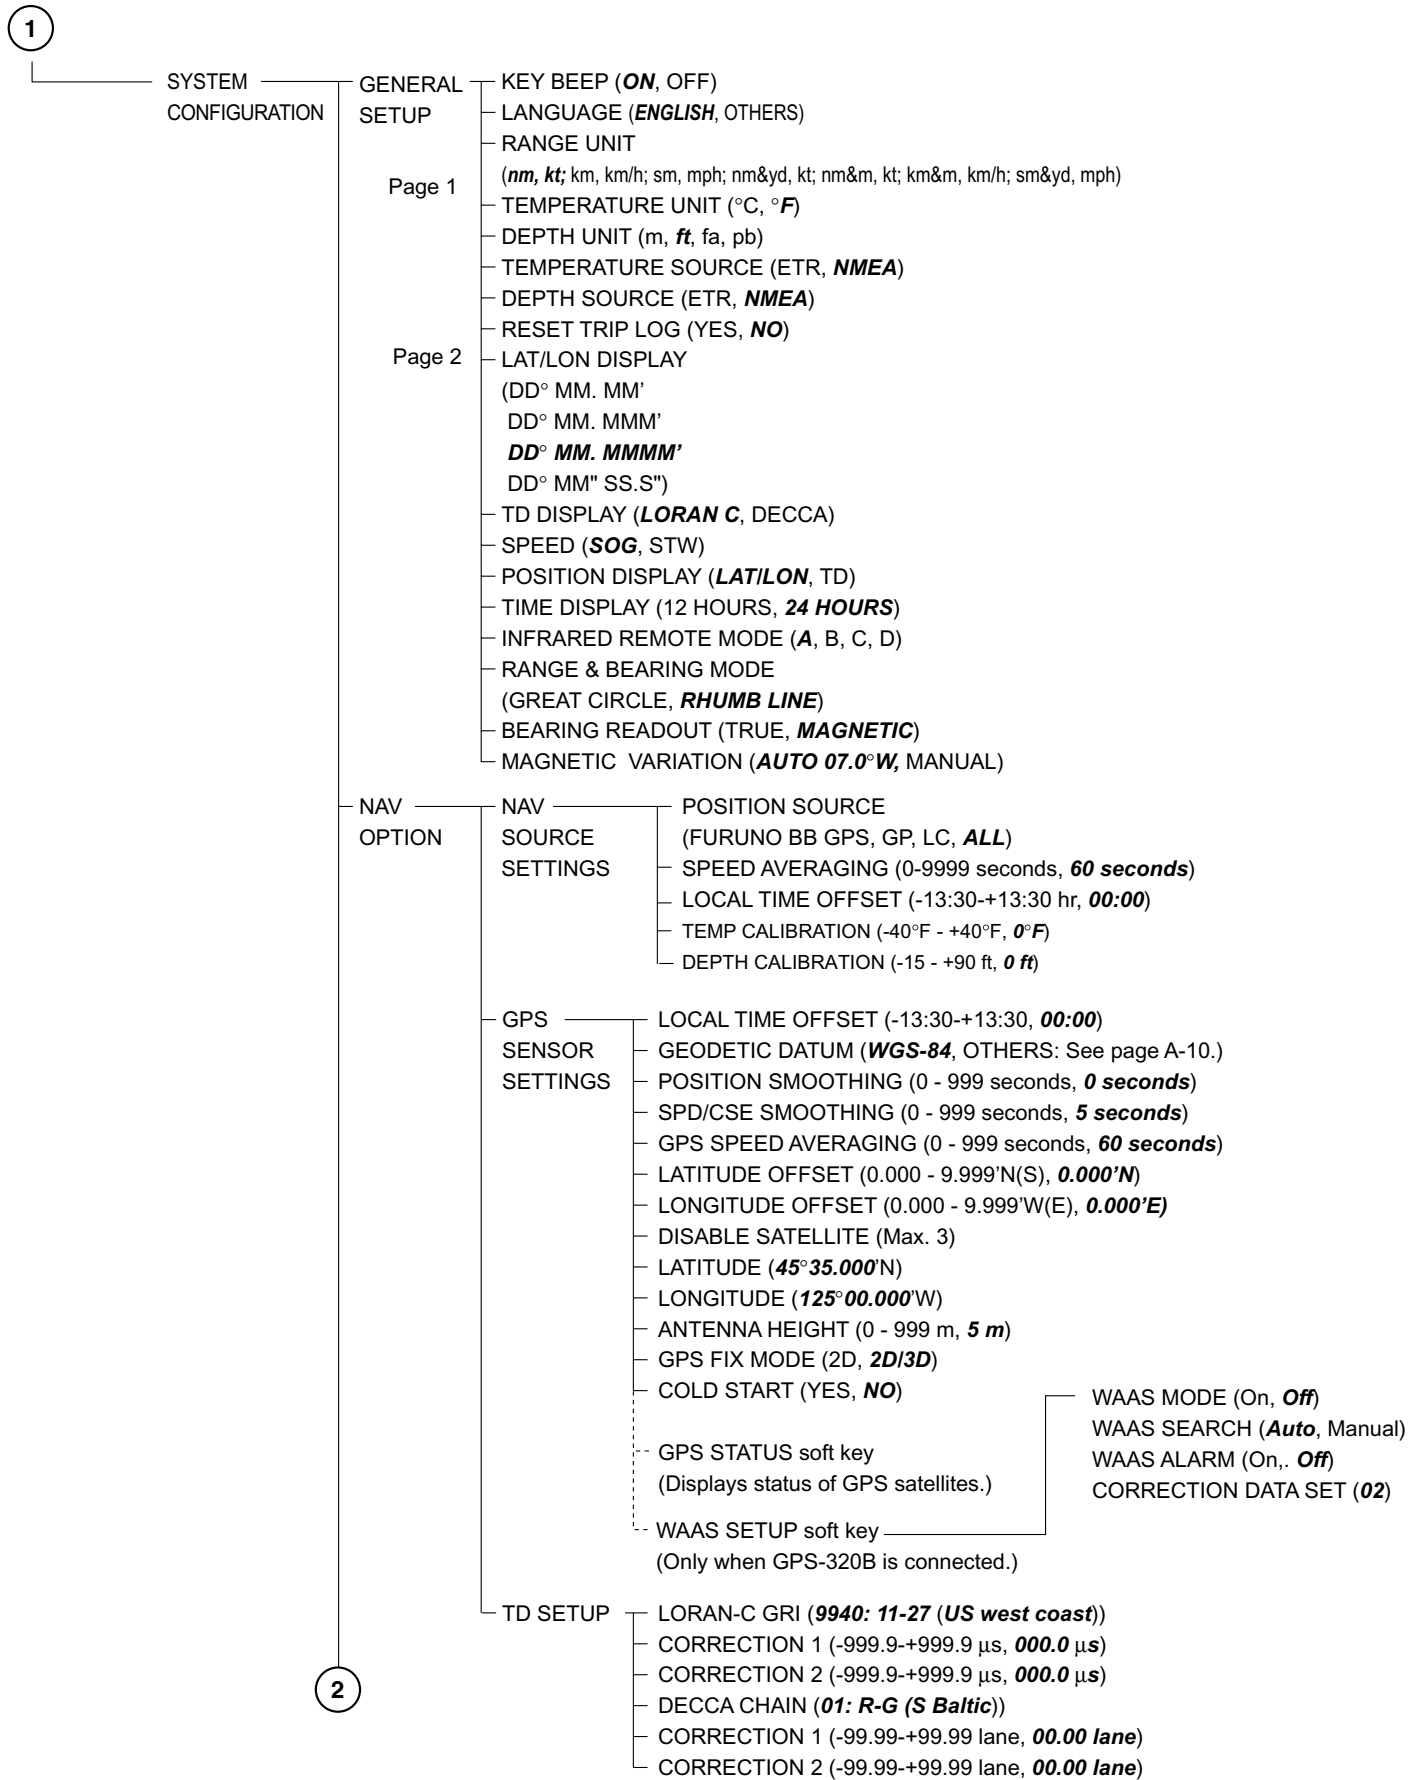 1
SYSTEM
CONFIGURATION
GENERAL
SETUP
Page 1
KEY BEEP (ON, OFF)
LANGUAGE (ENGLISH, OTHERS)
RANGE UNIT
(nm, kt; km, km/h; sm, mph; nm&yd, kt; nm&m, kt; km&m, km/h; sm&yd, mph)
TEMPERATURE UNIT (°C, °F)
DEPTH UNIT (m, ft, fa, pb)
TEMPERATURE SOURCE (ETR, NMEA)
DEPTH SOURCE (ETR, NMEA)
RESET TRIP LOG (YES, NO)
Page 2
LAT/LON DISPLAY
(DD° MM. MM’
DD° MM. MMM’
DD° MM. MMMM’
DD° MM" SS.S")
TD DISPLAY (LORAN C, DECCA)
SPEED (SOG, STW)
POSITION DISPLAY (LAT/LON, TD)
TIME DISPLAY (12 HOURS, 24 HOURS)
INFRARED REMOTE MODE (A, B, C, D)
RANGE & BEARING MODE
(GREAT CIRCLE, RHUMB LINE)
BEARING READOUT (TRUE, MAGNETIC)
MAGNETIC VARIATION (AUTO 07.0°W, MANUAL)
NAV
OPTION
NAV
SOURCE
SETTINGS
POSITION SOURCE
(FURUNO BB GPS, GP, LC, ALL)
SPEED AVERAGING (0-9999 seconds, 60 seconds)
LOCAL TIME OFFSET (-13:30-+13:30 hr, 00:00)
TEMP CALIBRATION (-40°F - +40°F, 0°F)
DEPTH CALIBRATION (-15 - +90 ft, 0 ft)
GPS
SENSOR
SETTINGS
LOCAL TIME OFFSET (-13:30-+13:30, 00:00)
GEODETIC DATUM (WGS-84, OTHERS: See page A-10.)
POSITION SMOOTHING (0 - 999 seconds, 0 seconds)
SPD/CSE SMOOTHING (0 - 999 seconds, 5 seconds)
GPS SPEED AVERAGING (0 - 999 seconds, 60 seconds)
LATITUDE OFFSET (0.000 - 9.999’N(S), 0.000’N)
LONGITUDE OFFSET (0.000 - 9.999’W(E), 0.000’E)
DISABLE SATELLITE (Max. 3)
LATITUDE (45°35.000’N)
LONGITUDE (125°00.000’W)
ANTENNA HEIGHT (0 - 999 m, 5 m)
GPS FIX MODE (2D, 2D/3D)
COLD START (YES, NO)
GPS STATUS soft key
(Displays status of GPS satellites.)
WAAS SETUP soft key
(Only when GPS-320B is connected.)
WAAS MODE (On, Off)
WAAS SEARCH (Auto, Manual)
WAAS ALARM (On,. Off)
CORRECTION DATA SET (02)
TD SETUP
LORAN-C GRI (9940: 11-27 (US west coast))
CORRECTION 1 (-999.9-+999.9 µs, 000.0 µs)
CORRECTION 2 (-999.9-+999.9 µs, 000.0 µs)
DECCA CHAIN (01: R-G (S Baltic))
CORRECTION 1 (-99.99-+99.99 lane, 00.00 lane)
CORRECTION 2 (-99.99-+99.99 lane, 00.00 lane)
2